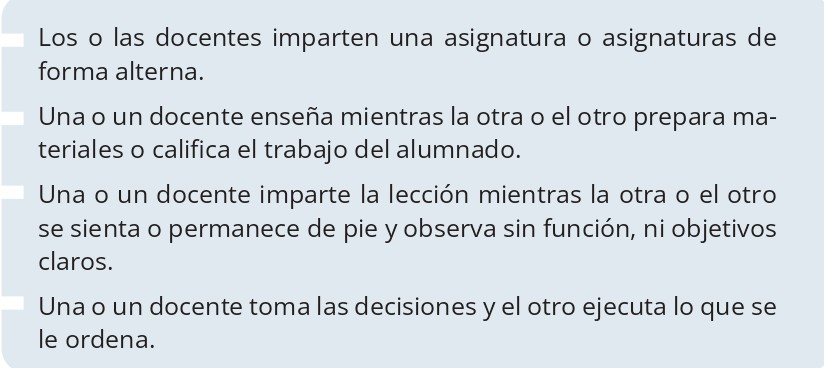 Los o las docentes imparten una asignatura o asignaturas de
forma alterna.
Una o un docente enseña mientras la otra o el otro prepara ma-
teriales o califica el trabajo del alumnado.
Una o un docente imparte la lección mientras la otra o el otro
se sienta o permanece de pie y observa sin función, ni objetivos
claros.
Una o un docente toma las decisiones y el otro ejecuta lo que se
le ordena.